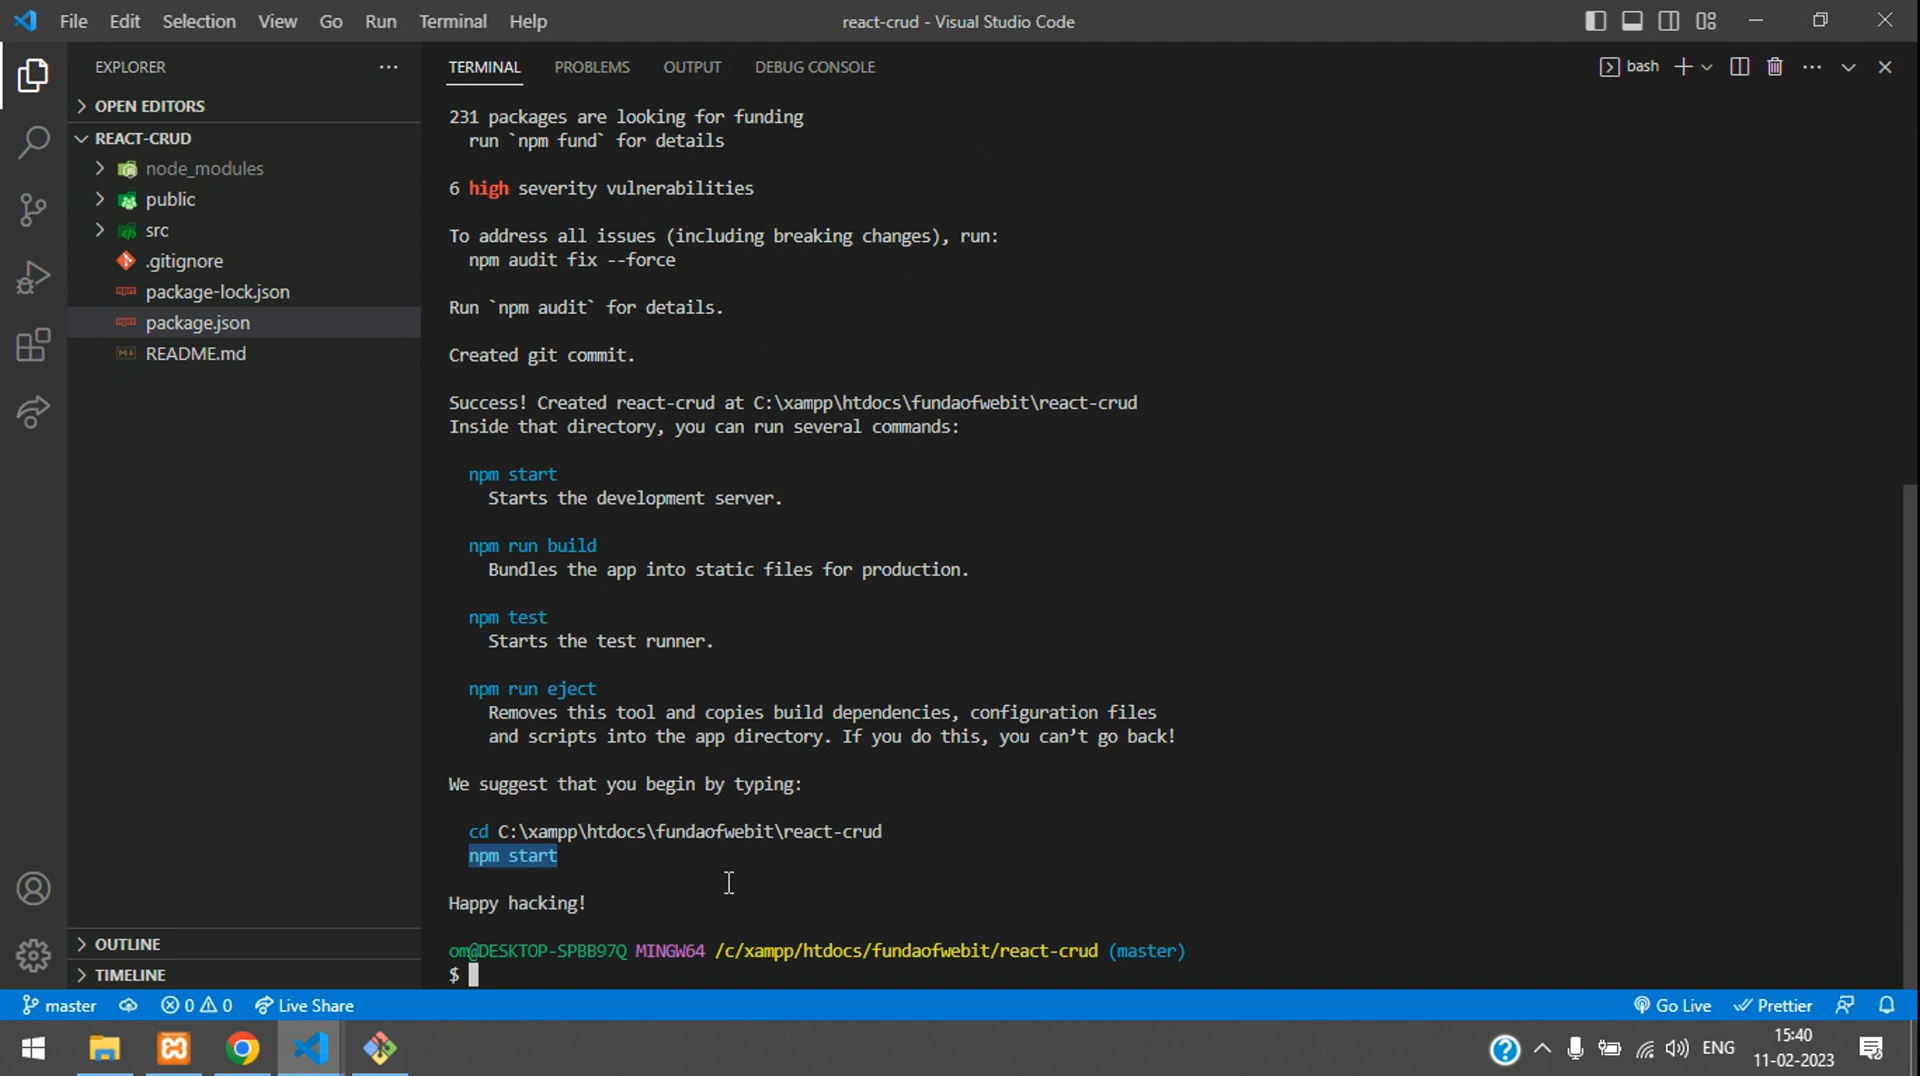 File Edit Selection View Go Run Terminal Help
react-crud - Visual Studio Code
EXPLORER
OPEN EDITORS
REACT-CRUD
node_modules
public
src
.gitignore
package-lock.json
package.json
README.md
OUTLINE
TIMELINE
TERMINAL PROBLEMS OUTPUT DEBUG CONSOLE
bash
231 packages are looking for funding
run `npm fund` for details
6 high severity vulnerabilities
To address all issues (including breaking changes), run:
npm audit fix --force
Run `npm audit` for details.
Created git commit.
Success! Created react-crud at C:\xampp\htdocs\fundaofwebit\react-crud
Inside that directory, you can run several commands:
npm start
Starts the development server.
npm run build
Bundles the app into static files for production.
npm test
Starts the test runner.
npm run eject
Removes this tool and copies build dependencies, configuration files
and scripts into the app directory. If you do this, you can’t go back!
We suggest that you begin by typing:
cd C:\xampp\htdocs\fundaofwebit\react-crud
npm start
Happy hacking!
om@DESKTOP-SPBB97Q MINGW64 /c/xampp/htdocs/fundaofwebit/react-crud (master)
$
master 0 0 Live Share
Go Live Prettier
ENG
15:40
11-02-2023